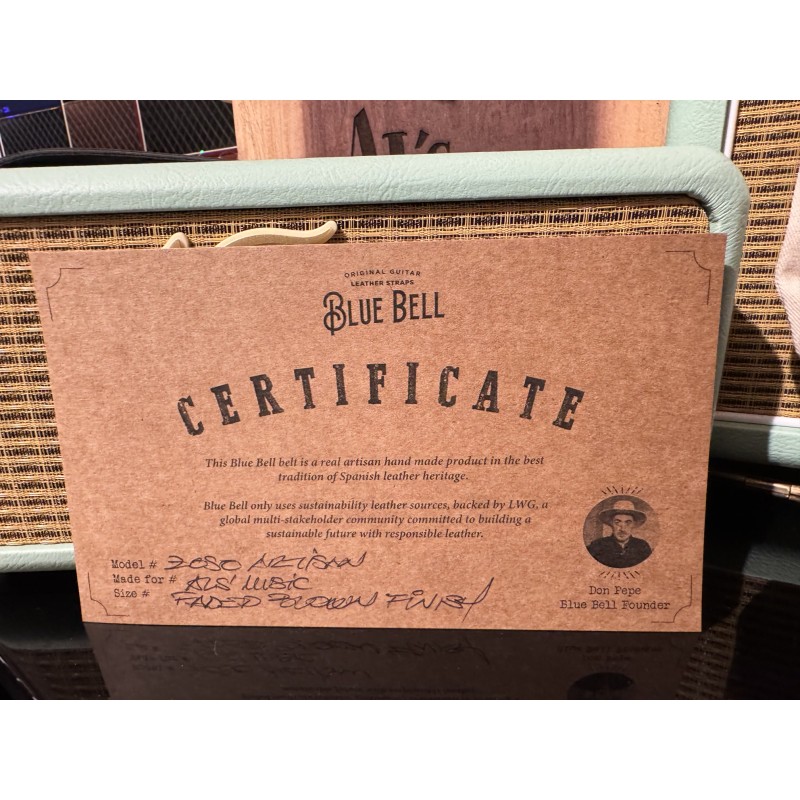 AL's
ORIGINAL GUITAR
LEATHER STRAPS
BLUE BELL
CERTIFICATE
This Blue Bell belt is a real artisan hand made product in the best
tradition of Spanish leather heritage.
Blue Bell only uses sustainability leather sources, backed by LWG, a
global multi-stakeholder community committed to building a
sustainable future with responsible leather.
Model # ZOSO ARTISAN
Made for # ALS' MUSIC
Size # FADED BROWN FINISH
Don Pepe
Blue Bell Founder